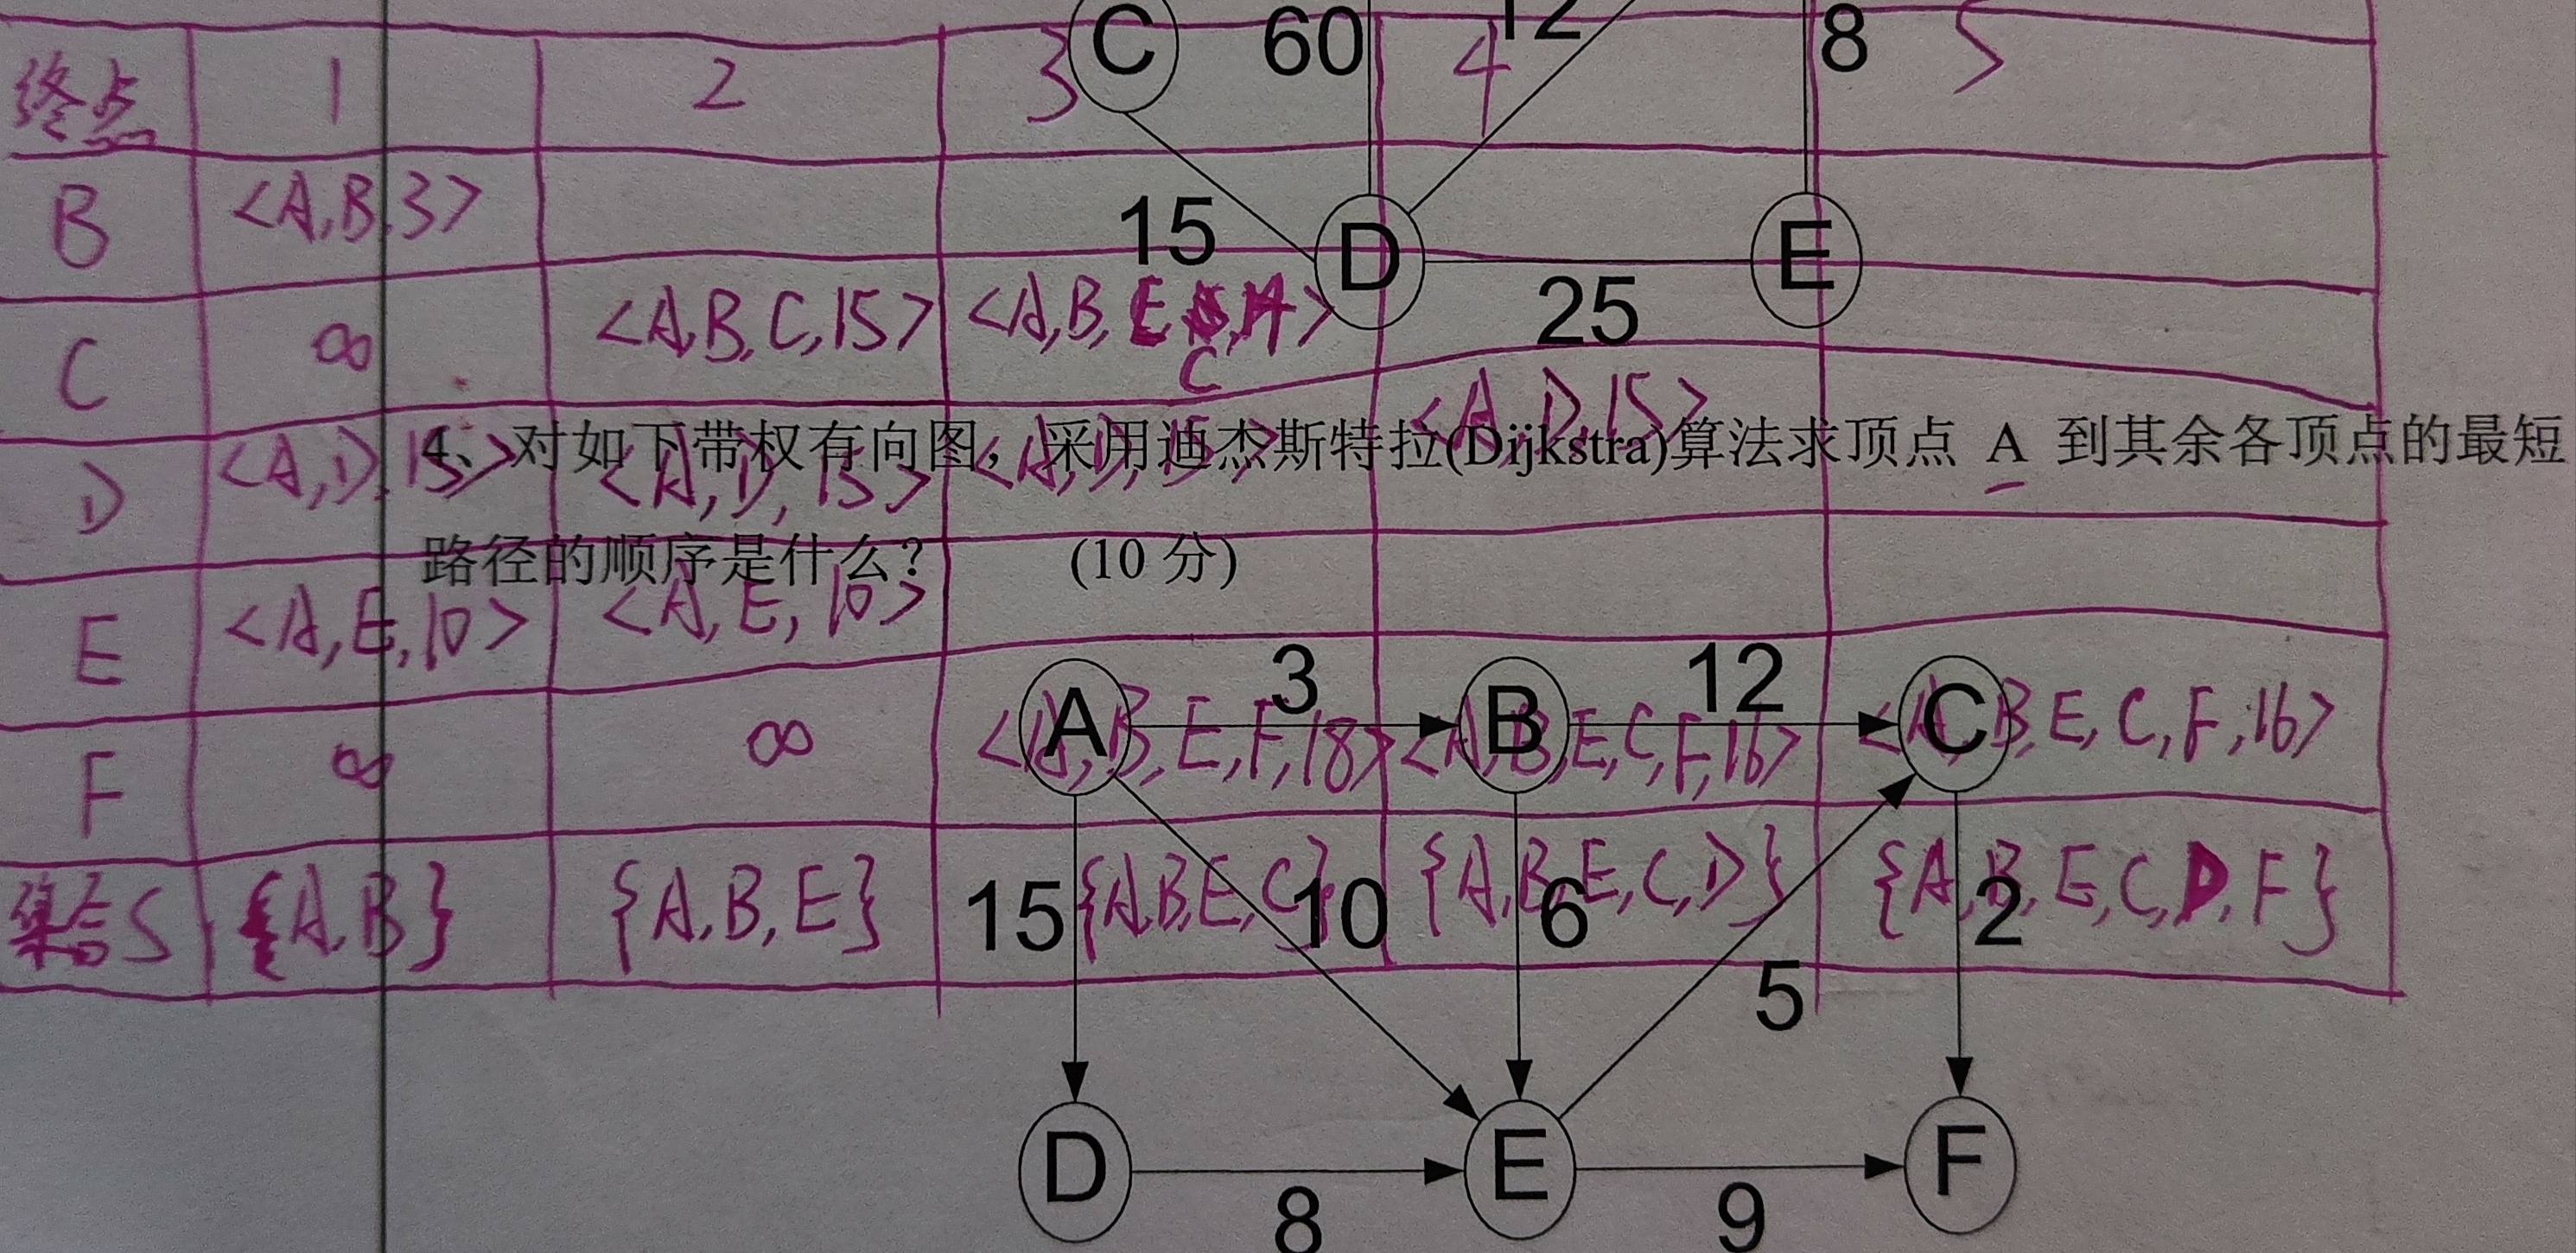 C 60 12 8
终点 1 2 3 4 5
B <A,B,3>
15 D E
25
C ∞ <A,B,C,15> <A,B,E,C,14>
D <A,D,15> <A,D,15> <A,D,15> <A,D,15>
4、对如下带权有向图，采用迪杰斯特拉(Dijkstra)算法求顶点 A 到其余各顶点的最短
路径的顺序是什么? (10 分)
E <A,E,10> <A,E,10>
3 12
A B C
F ∞ ∞ <A,B,E,F,18> <A,B,E,C,F,16> <A,B,E,C,F,16>
集合S {A,B} {A,B,E} {A,B,E,C} {A,B,E,C,D} {A,B,E,C,D,F}
15 10 6 2
5
D E F
8 9